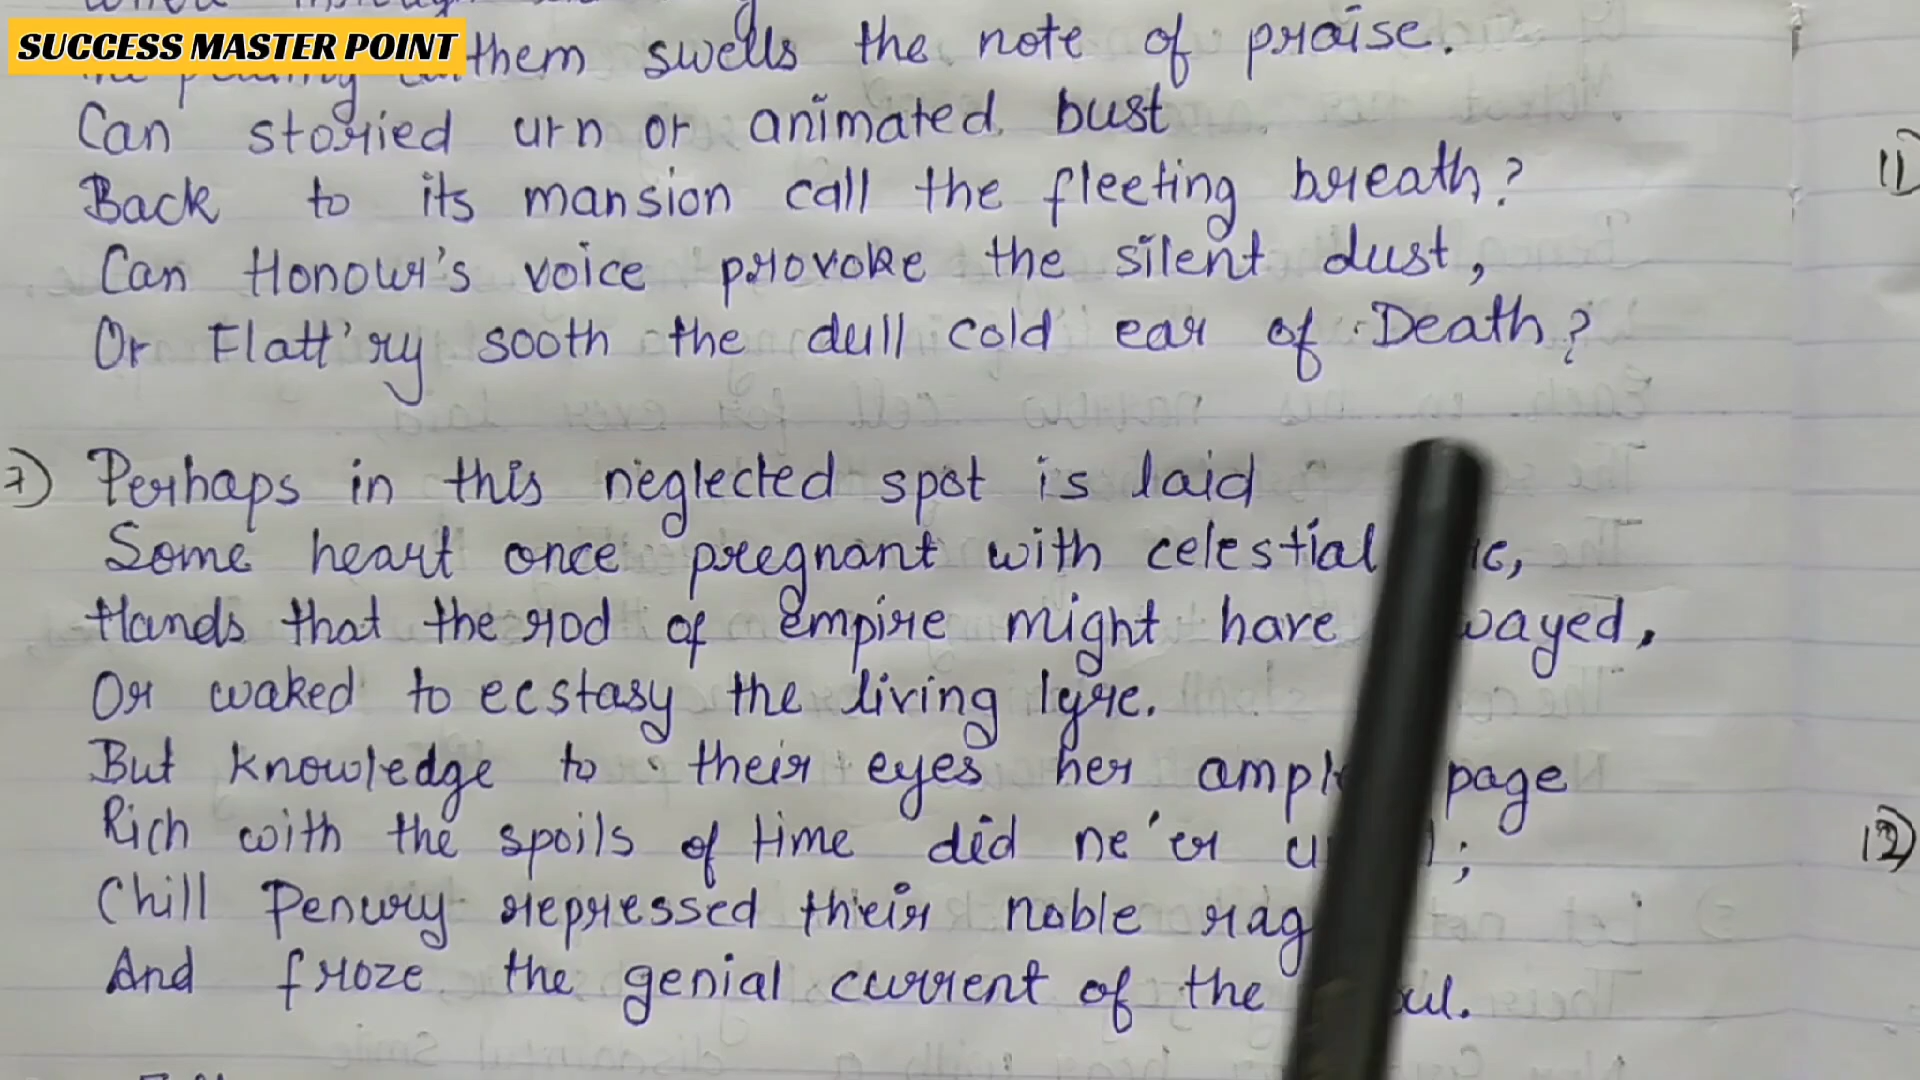 SUCCESS MASTER POINT
them swells the note of praise.
Can storied urn or animated bust
Back to its mansion call the fleeting breath?
Can Honour's voice provoke the silent dust,
Or Flatt'ry sooth the dull cold ear of Death?
7) Perhaps in this neglected spot is laid
Some heart once pregnant with celestial
Hands that the rod of empire might have
Or waked to ecstasy the living lyre.
But knowledge to their eyes her page
Rich with the spoils of time did ne'er
Chill Penury repressed their noble
And froze the genial current of the
11)
12)